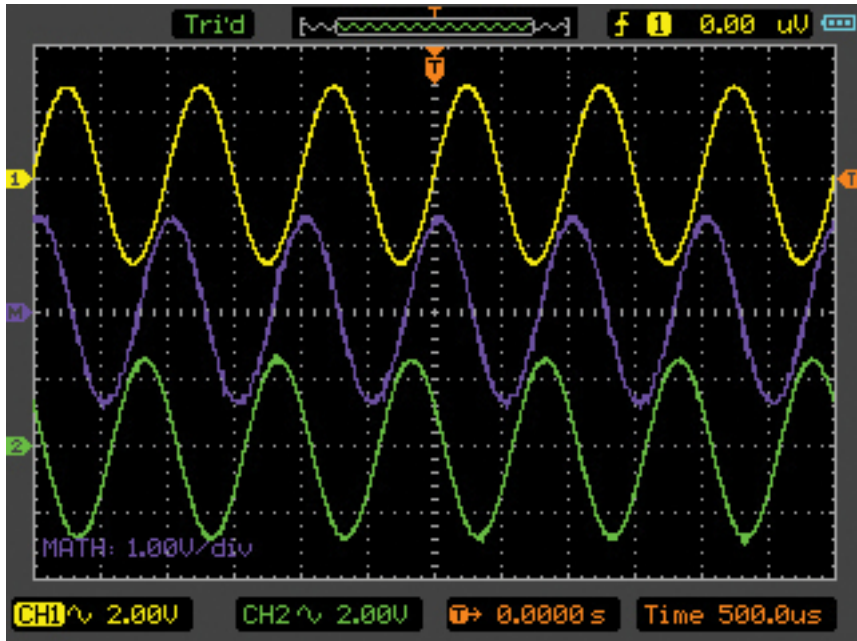 Tri'd
T
1 0.00 uV
T
1
T
M
2
MATH: 1.00V/div
CH1 2.00V
CH2 2.00V
T→ 0.0000s
Time 500.0us